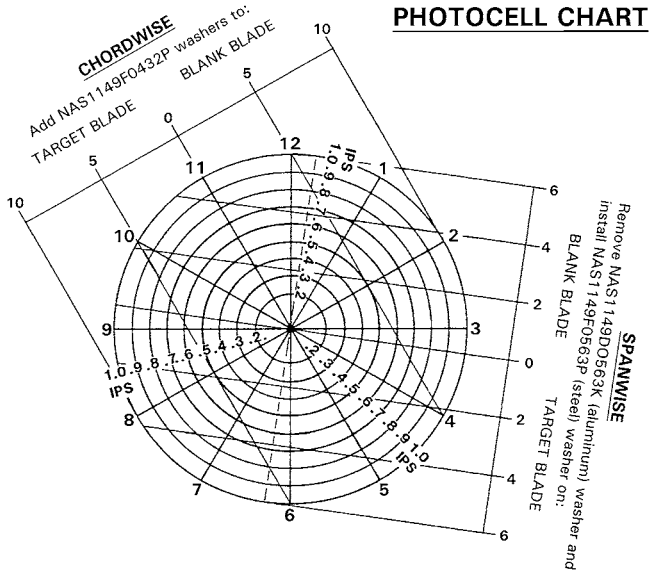 PHOTOCELL CHART
CHORDWISE
Add NAS1149F0432P washers to:
TARGET BLADE BLANK BLADE
10 5 0 5 10
12
1
2
3
4
5
6
7
8
9
10
11
IPS
1.0 .9 .8 .7 .6 .5 .4 .3 .2
.2 .3 .4 .5 .6 .7 .8 .9 1.0
IPS
1.0 .9 .8 .7 .6 .5 .4 .3 .2
IPS
6
4
2
0
2
4
6
SPANWISE
Remove NAS1149D0563K (aluminum) washer and
install NAS1149F0563P (steel) washer on:
BLANK BLADE TARGET BLADE